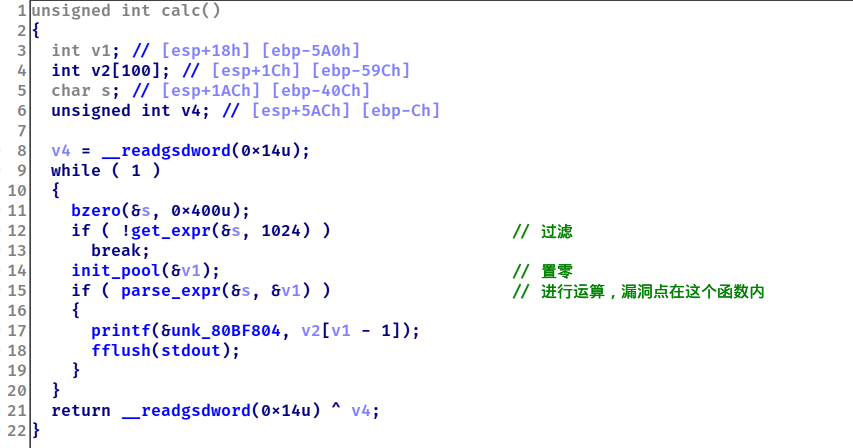 1 unsigned int calc()
2 {
3   int v1; // [esp+18h] [ebp-5A0h]
4   int v2[100]; // [esp+1Ch] [ebp-59Ch]
5   char s; // [esp+1ACh] [ebp-40Ch]
6   unsigned int v4; // [esp+5ACh] [ebp-Ch]
7
8   v4 = __readgsdword(0x14u);
9   while ( 1 )
10   {
11     bzero(&s, 0x400u);
12     if ( !get_expr(&s, 1024) )                  // 过滤
13       break;
14     init_pool(&v1);                             // 置零
15     if ( parse_expr(&s, &v1) )                  // 进行运算，漏洞点在这个函数内
16     {
17       printf(&unk_80BF804, v2[v1 - 1]);
18       fflush(stdout);
19     }
20   }
21   return __readgsdword(0x14u) ^ v4;
22 }